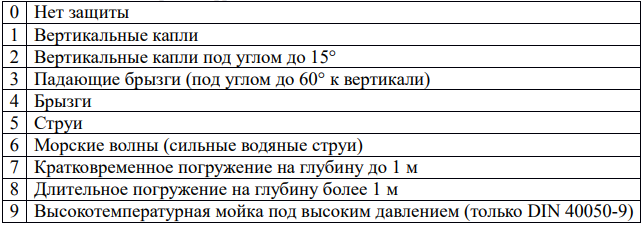 0 Нет защиты
1 Вертикальные капли
2 Вертикальные капли под углом до 15°
3 Падающие брызги (под углом до 60° к вертикали)
4 Брызги
5 Струи
6 Морские волны (сильные водяные струи)
7 Кратковременное погружение на глубину до 1 м
8 Длительное погружение на глубину более 1 м
9 Высокотемпературная мойка под высоким давлением (только DIN 40050-9)